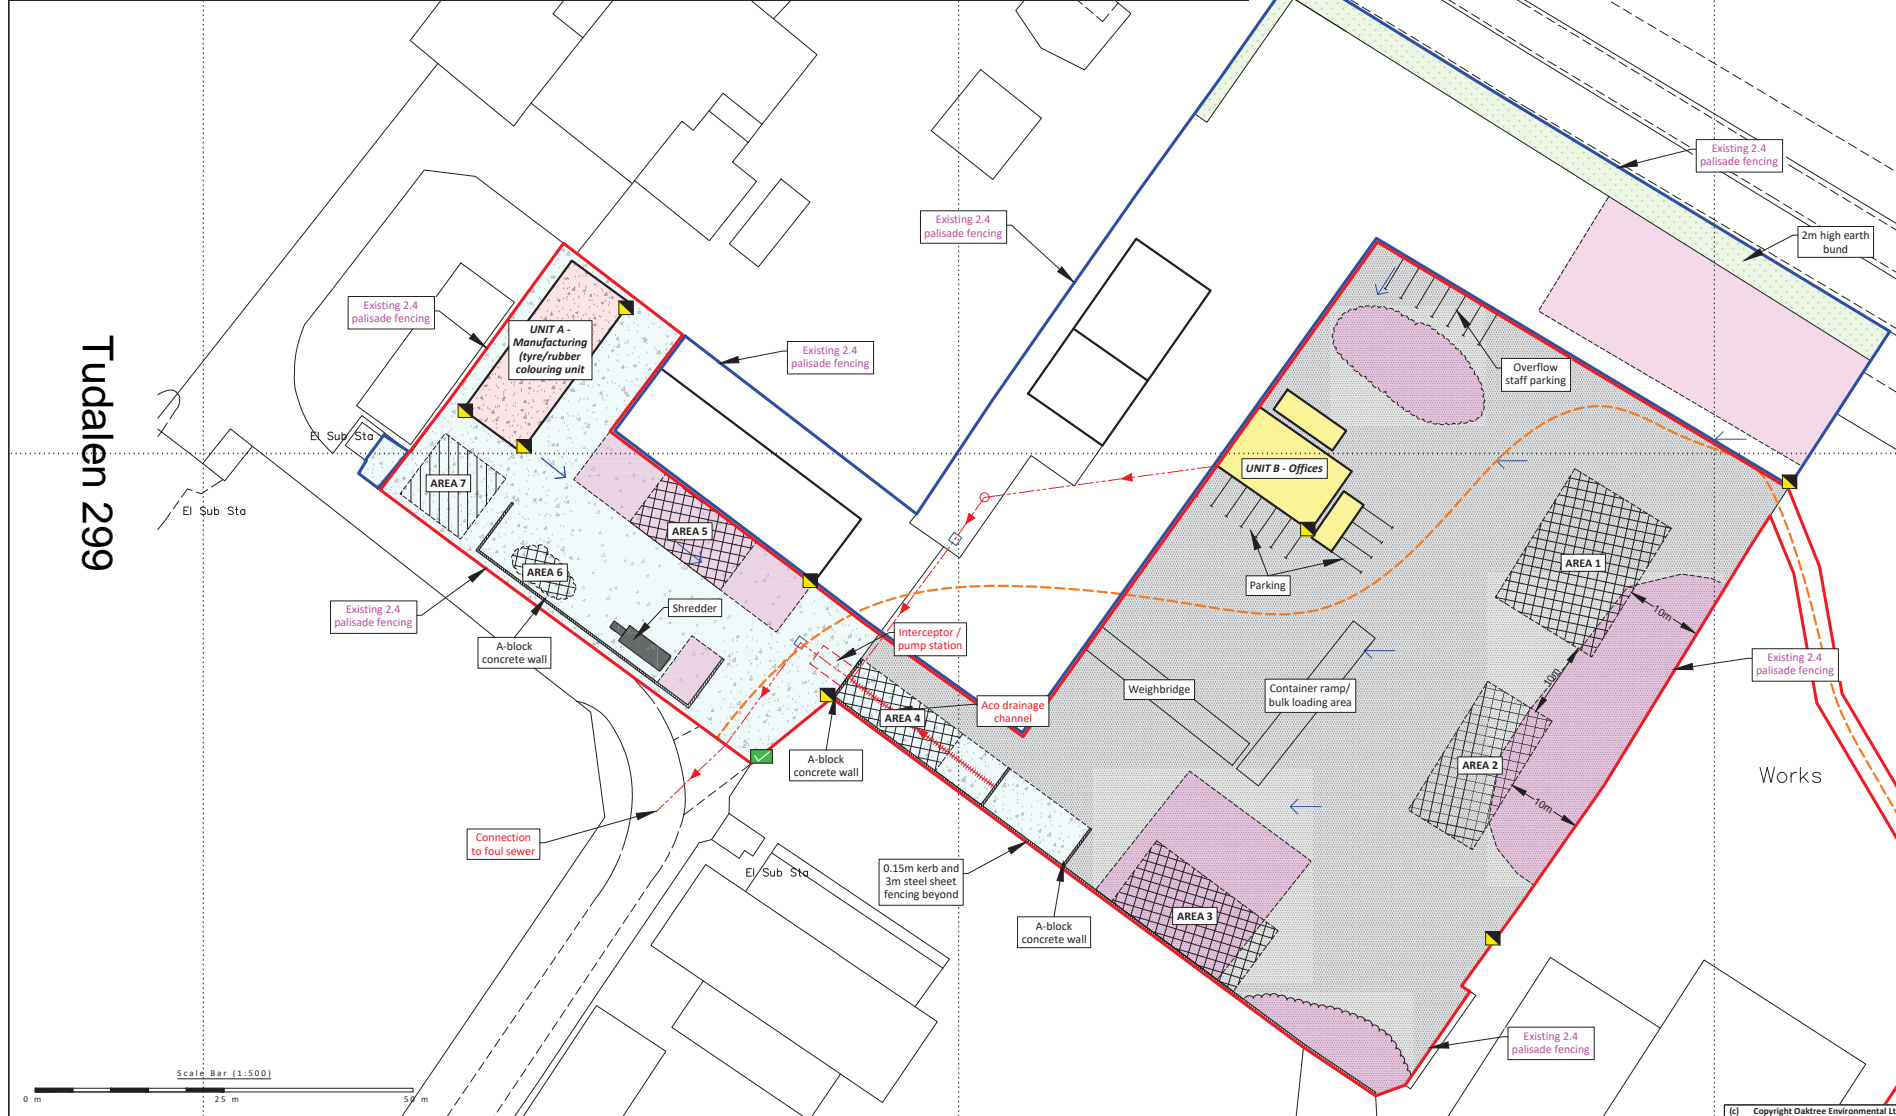 Existing 2.4
palisade fencing
2m high earth
bund
Existing 2.4
palisade fencing
Existing 2.4
palisade fencing
UNIT A -
Manufacturing
(tyre/rubber
colouring unit
Existing 2.4
palisade fencing
Overflow
staff parking
Tudalen 299
El Sub Sta
UNIT B - Offices
AREA 7
El Sub Sta
AREA 5
AREA 1
AREA 6
Parking
Existing 2.4
palisade fencing
Shredder
10m
A-block
concrete wall
Interceptor /
pump station
Existing 2.4
palisade fencing
10m
Weighbridge
Container ramp/
bulk loading area
Aco drainage
channel
AREA 4
A-block
concrete wall
AREA 2
Works
10m
Connection
to foul sewer
El Sub Sta
0.15m kerb and
3m steel sheet
fencing beyond
AREA 3
A-block
concrete wall
Existing 2.4
palisade fencing
Scale Bar (1:500)
0 m
25 m
50 m
(c) Copyright Oaktree Environmental